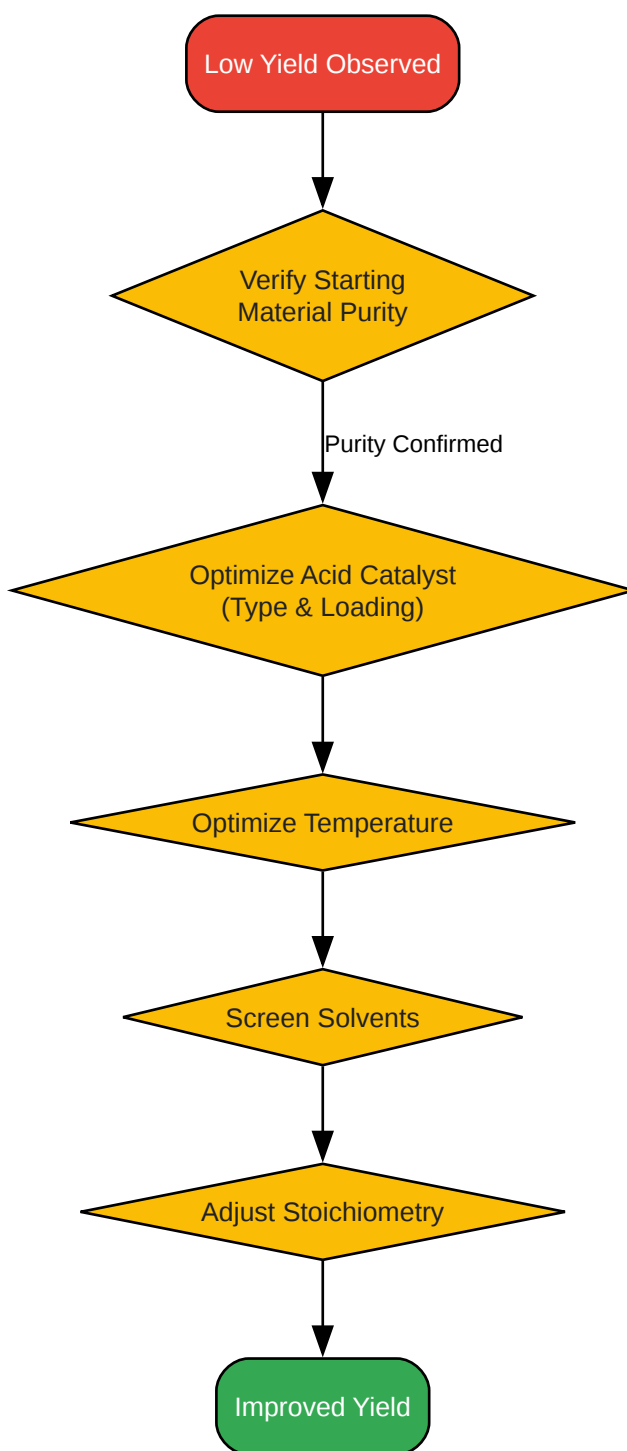 Low Yield Observed
Verify Starting
Material Purity
Purity Confirmed
Optimize Acid Catalyst
(Type & Loading)
Optimize Temperature
Screen Solvents
Adjust Stoichiometry
Improved Yield